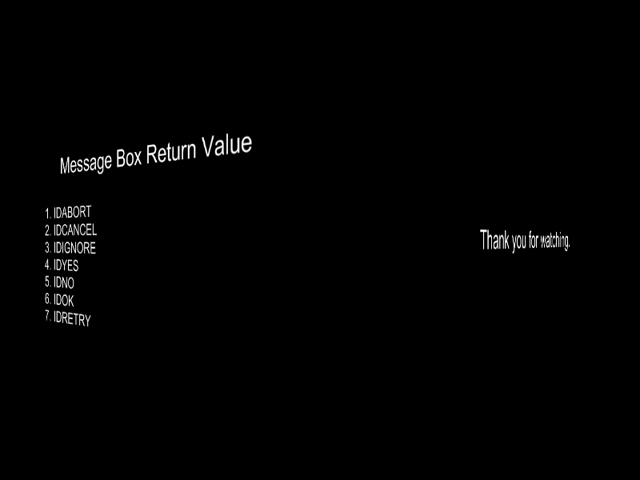 Message Box Return Value
1. IDABORT
2. IDCANCEL
3. IDIGNORE
4. IDYES
5. IDNO
6. IDOK
7. IDRETRY
Thank you for watching.